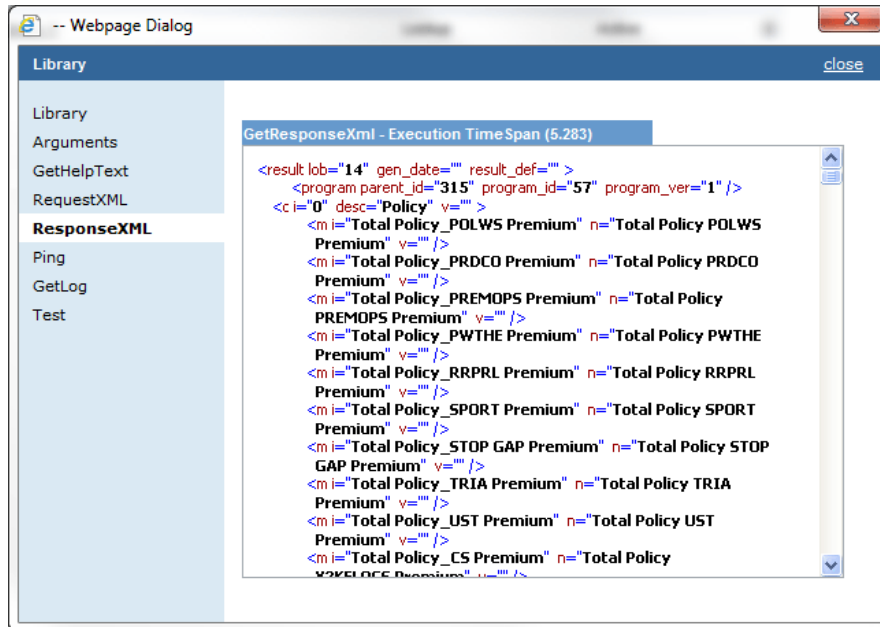 -- Webpage Dialog
Library
close
Library
Arguments
GetHelpText
RequestXML
ResponseXML
Ping
GetLog
Test
GetResponseXml - Execution TimeSpan (5.283)
<result lob="14" gen_date="" result_def="" >
<program parent_id="315" program_id="57" program_ver="1" />
<c i="0" desc="Policy" v="" >
<m i="Total Policy_POLWS Premium" n="Total Policy POLWS
Premium" v="" />
<m i="Total Policy_PRDCO Premium" n="Total Policy PRDCO
Premium" v="" />
<m i="Total Policy_PREMOPS Premium" n="Total Policy
PREMOPS Premium" v="" />
<m i="Total Policy_PWTHE Premium" n="Total Policy PWTHE
Premium" v="" />
<m i="Total Policy_RRPRL Premium" n="Total Policy RRPRL
Premium" v="" />
<m i="Total Policy_SPORT Premium" n="Total Policy SPORT
Premium" v="" />
<m i="Total Policy_STOP GAP Premium" n="Total Policy STOP
GAP Premium" v="" />
<m i="Total Policy_TRIA Premium" n="Total Policy TRIA
Premium" v="" />
<m i="Total Policy_UST Premium" n="Total Policy UST
Premium" v="" />
<m i="Total Policy_CS Premium" n="Total Policy
Premium" v="" />